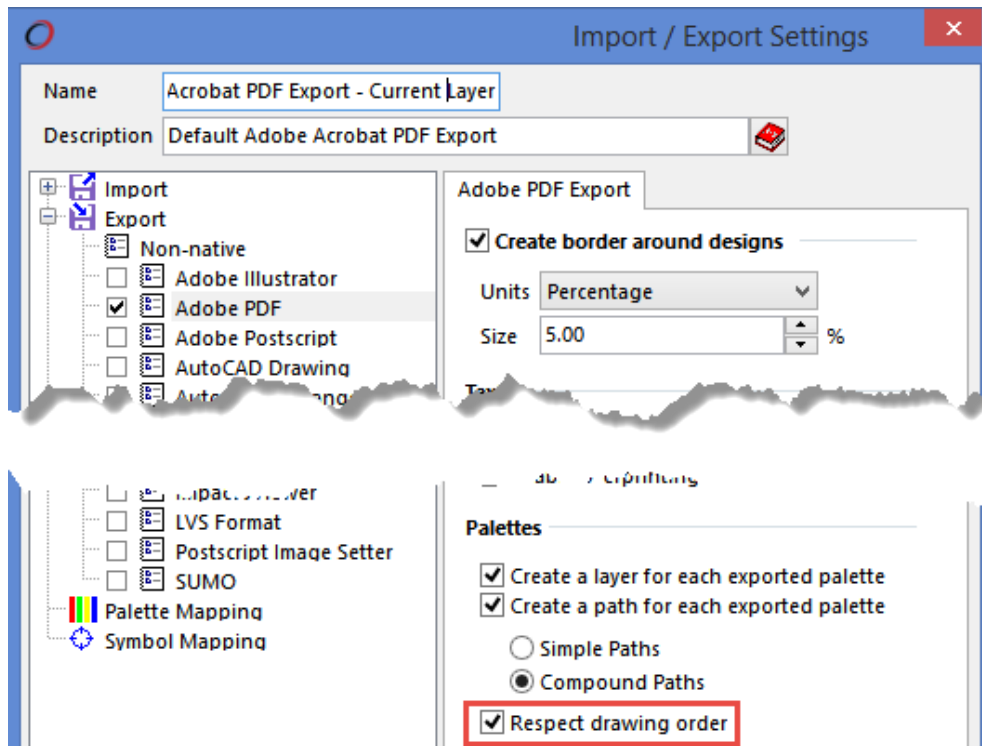 Import / Export Settings
Name Acrobat PDF Export - Current Layer
Description Default Adobe Acrobat PDF Export
Import
Export
Non-native
Adobe Illustrator
Adobe PDF
Adobe Postscript
AutoCAD Drawing
Adobe PDF Export
Create border around designs
Units Percentage
Size 5.00 %
LVS Format
Postscript Image Setter
SUMO
Palette Mapping
Symbol Mapping
Palettes
Create a layer for each exported palette
Create a path for each exported palette
Simple Paths
Compound Paths
Respect drawing order